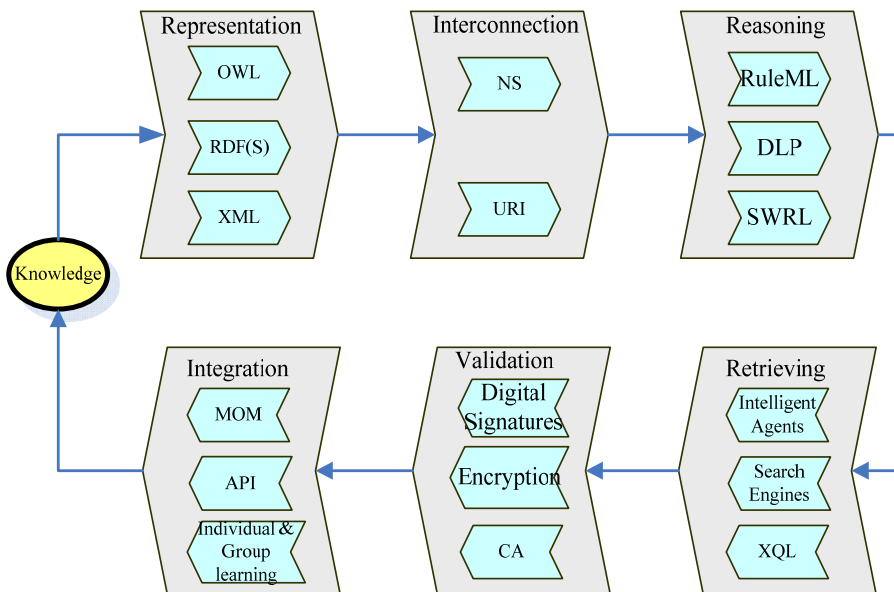 Representation
OWL
RDF(S)
XML
Interconnection
NS
URI
Reasoning
RuleML
DLP
SWRL
Knowledge
Integration
MOM
API
Individual &
Group
learning
Validation
Digital
Signatures
Encryption
CA
Retrieving
Intelligent
Agents
Search
Engines
XQL